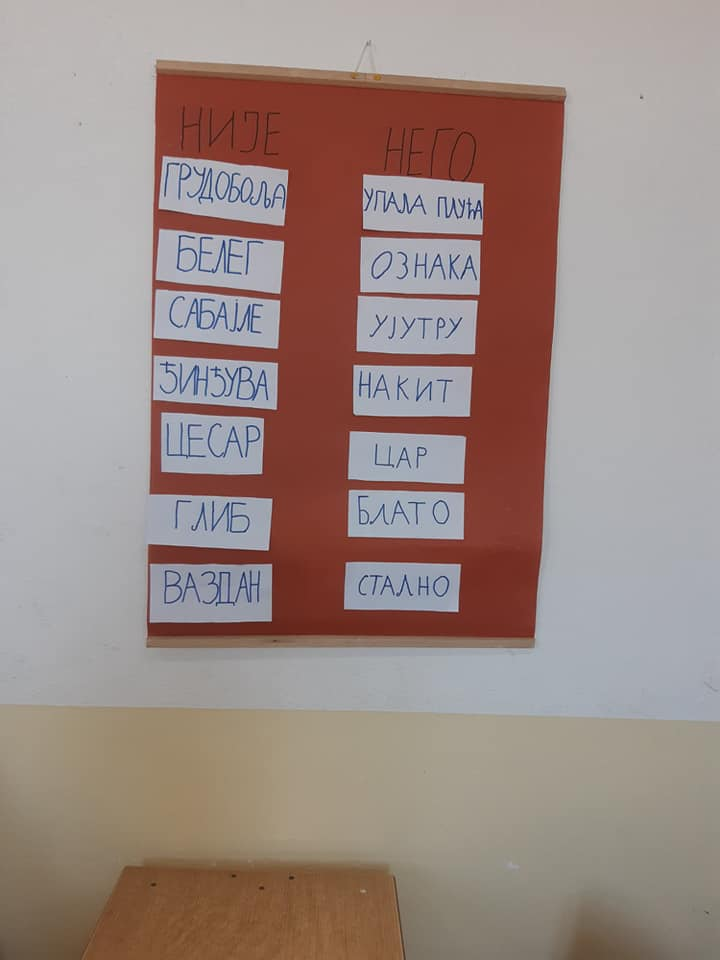 НИЈЕ НЕГО
ГРУДОБОЉА УПАЛА ПЛУЋА
БЕЛЕГ ОЗНАКА
САБАЈЛЕ УЈУТРУ
ЂИНЂУВА НАКИТ
ЦЕСАР ЦАР
ГЛИБ БЛАТО
ВАЗДАН СТАЛНО